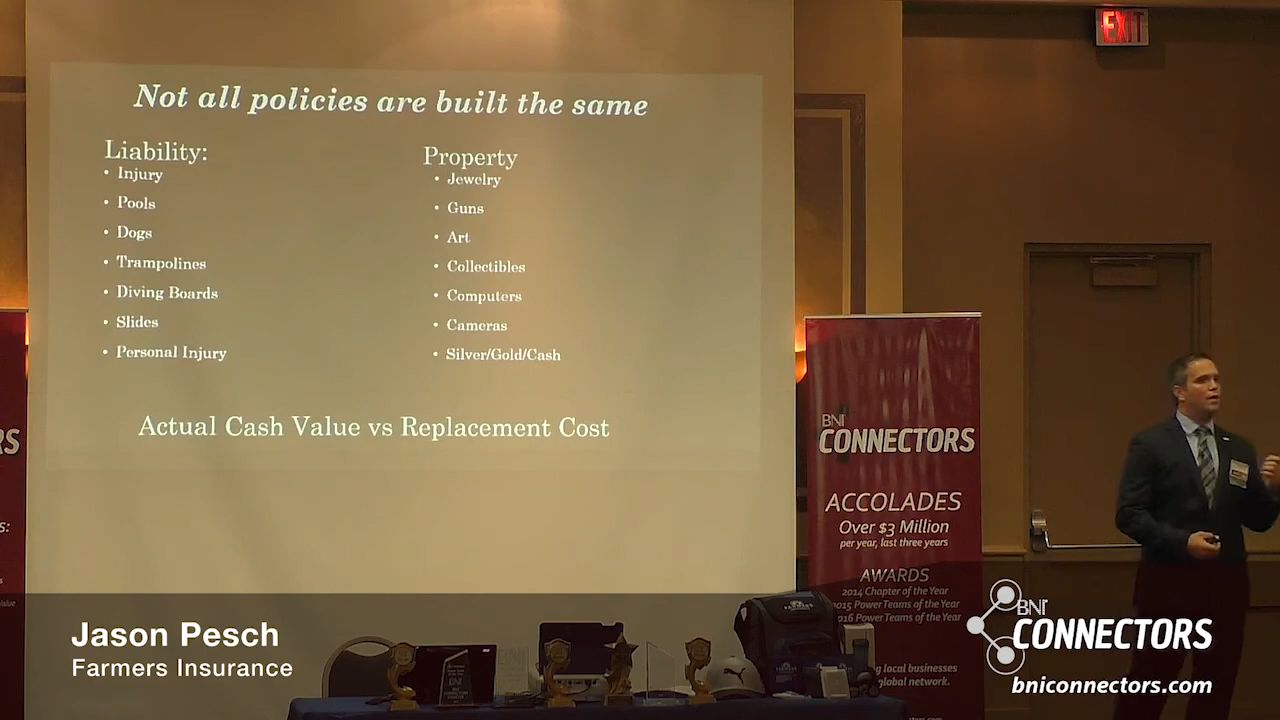 EXIT
Not all policies are built the same
Liability:
• Injury
• Pools
• Dogs
• Trampolines
• Diving Boards
• Slides
• Personal Injury
Property
• Jewelry
• Guns
• Art
• Collectibles
• Computers
• Cameras
• Silver/Gold/Cash
Actual Cash Value vs Replacement Cost
RS
S:
BNI
CONNECTORS
ACCOLADES
Over $3 Million
per year, last three years
AWARDS
2014 Chapter of the Year
2015 Power Teams of the Year
2016 Power Teams of the Year
local businesses
global network.
Jason Pesch
Farmers Insurance
BNI
CONNECTORS
bniconnectors.com